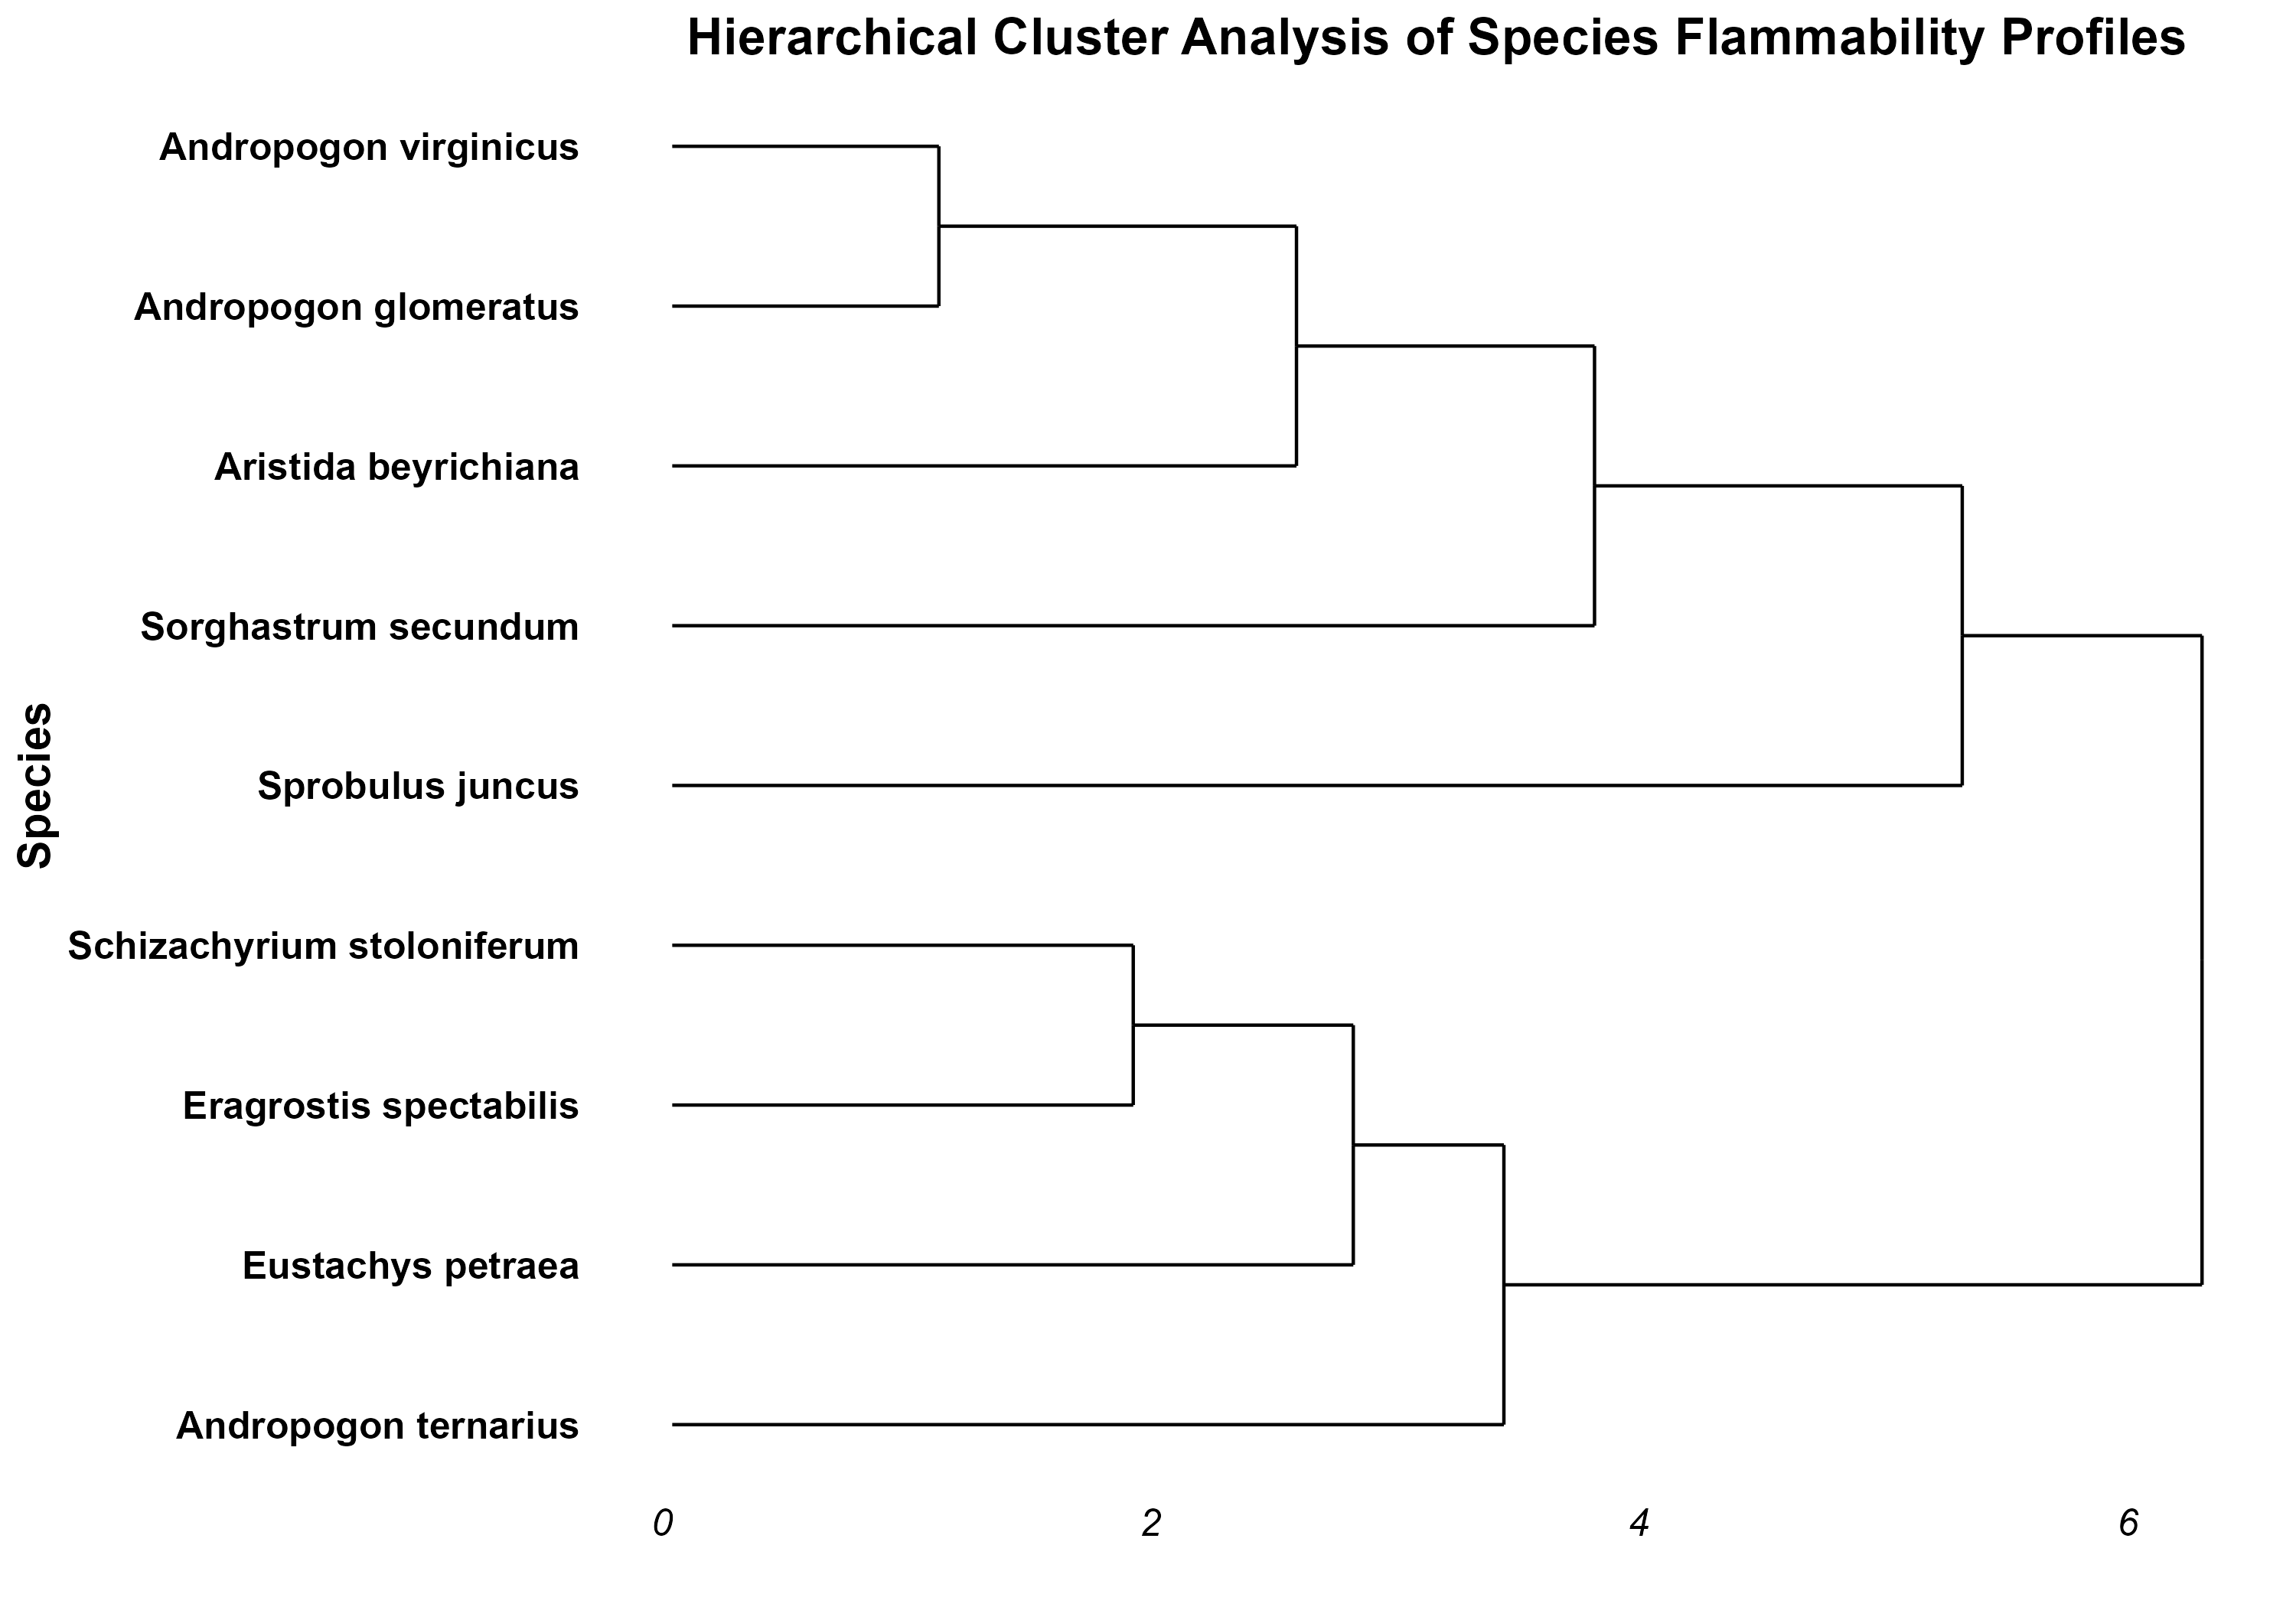 Hierarchical Cluster Analysis of Species Flammability Profiles
Andropogon virginicus
Andropogon glomeratus
Aristida beyrichiana
Sorghastrum secundum
Sprobulus juncus
Schizachyrium stoloniferum
Eragrostis spectabilis
Eustachys petraea
Andropogon ternarius
Species
0 2 4 6